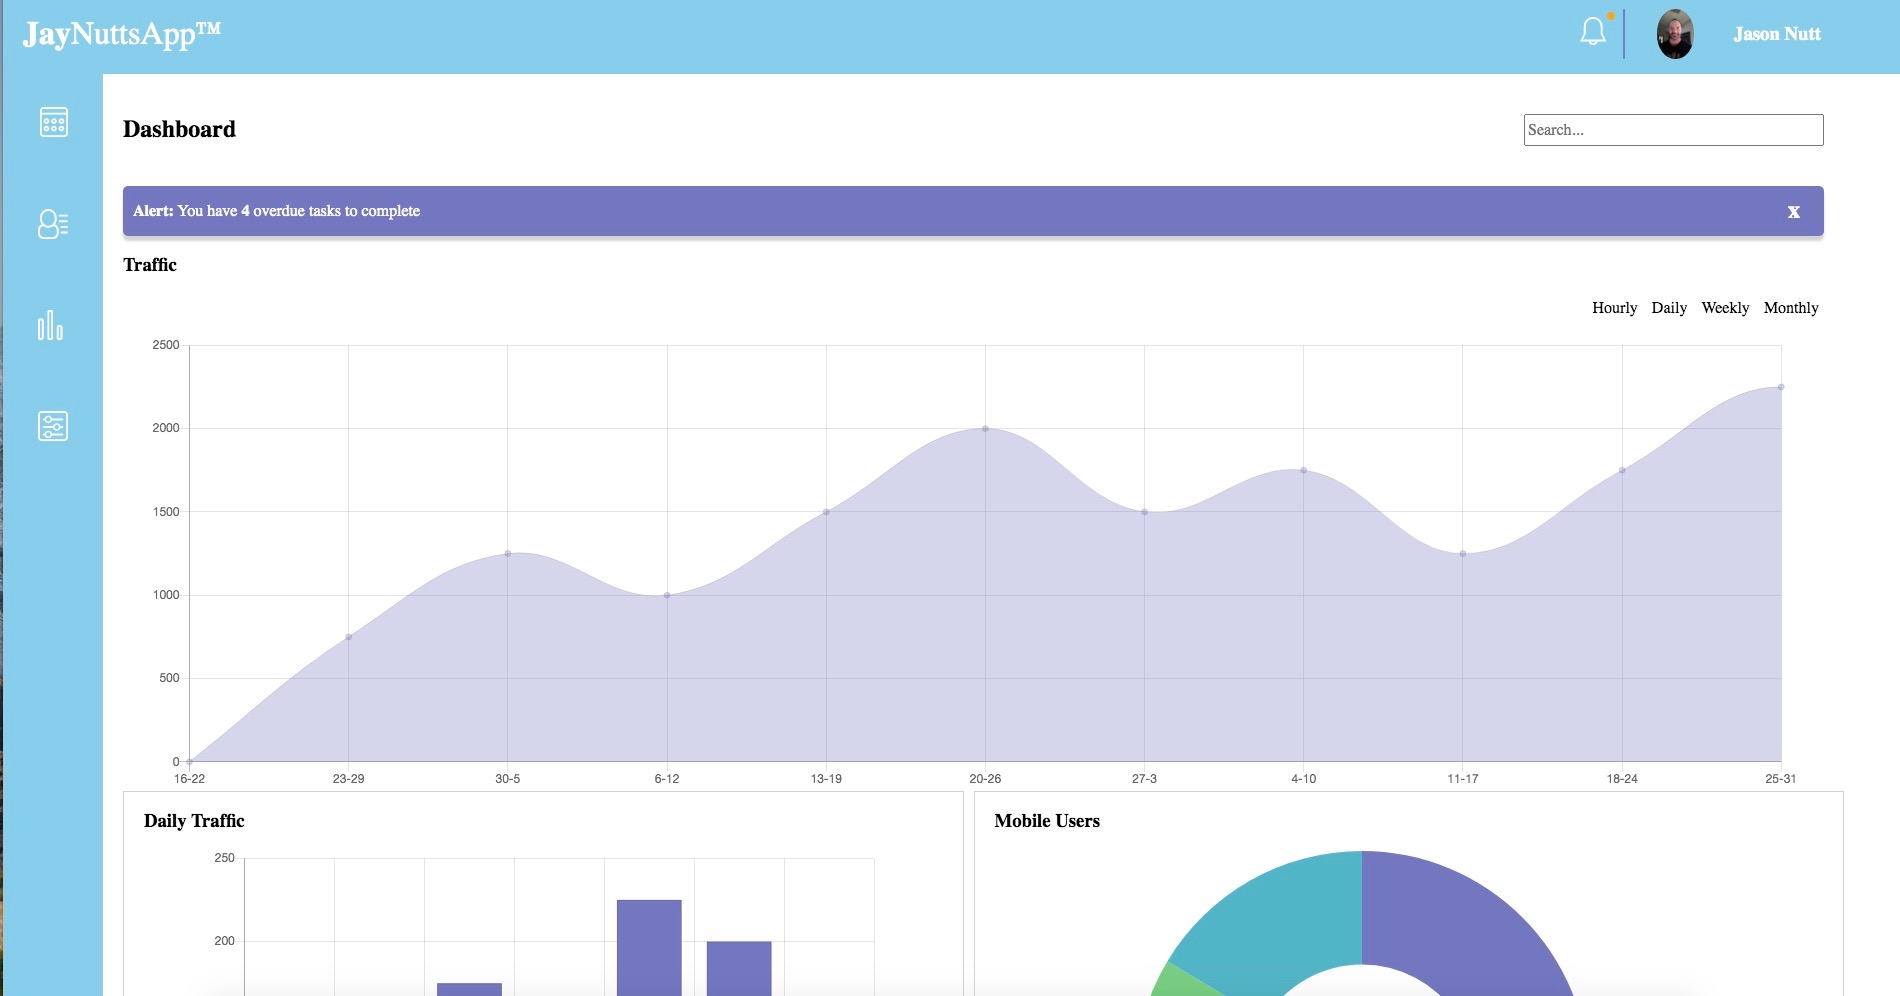 JayNuttsApp™
Jason Nutt
Dashboard
Search...
Alert: You have 4 overdue tasks to complete
x
Traffic
Hourly Daily Weekly Monthly
2500
2000
1500
1000
500
0
16-22 23-29 30-5 6-12 13-19 20-26 27-3 4-10 11-17 18-24 25-31
Daily Traffic
250
200
Mobile Users